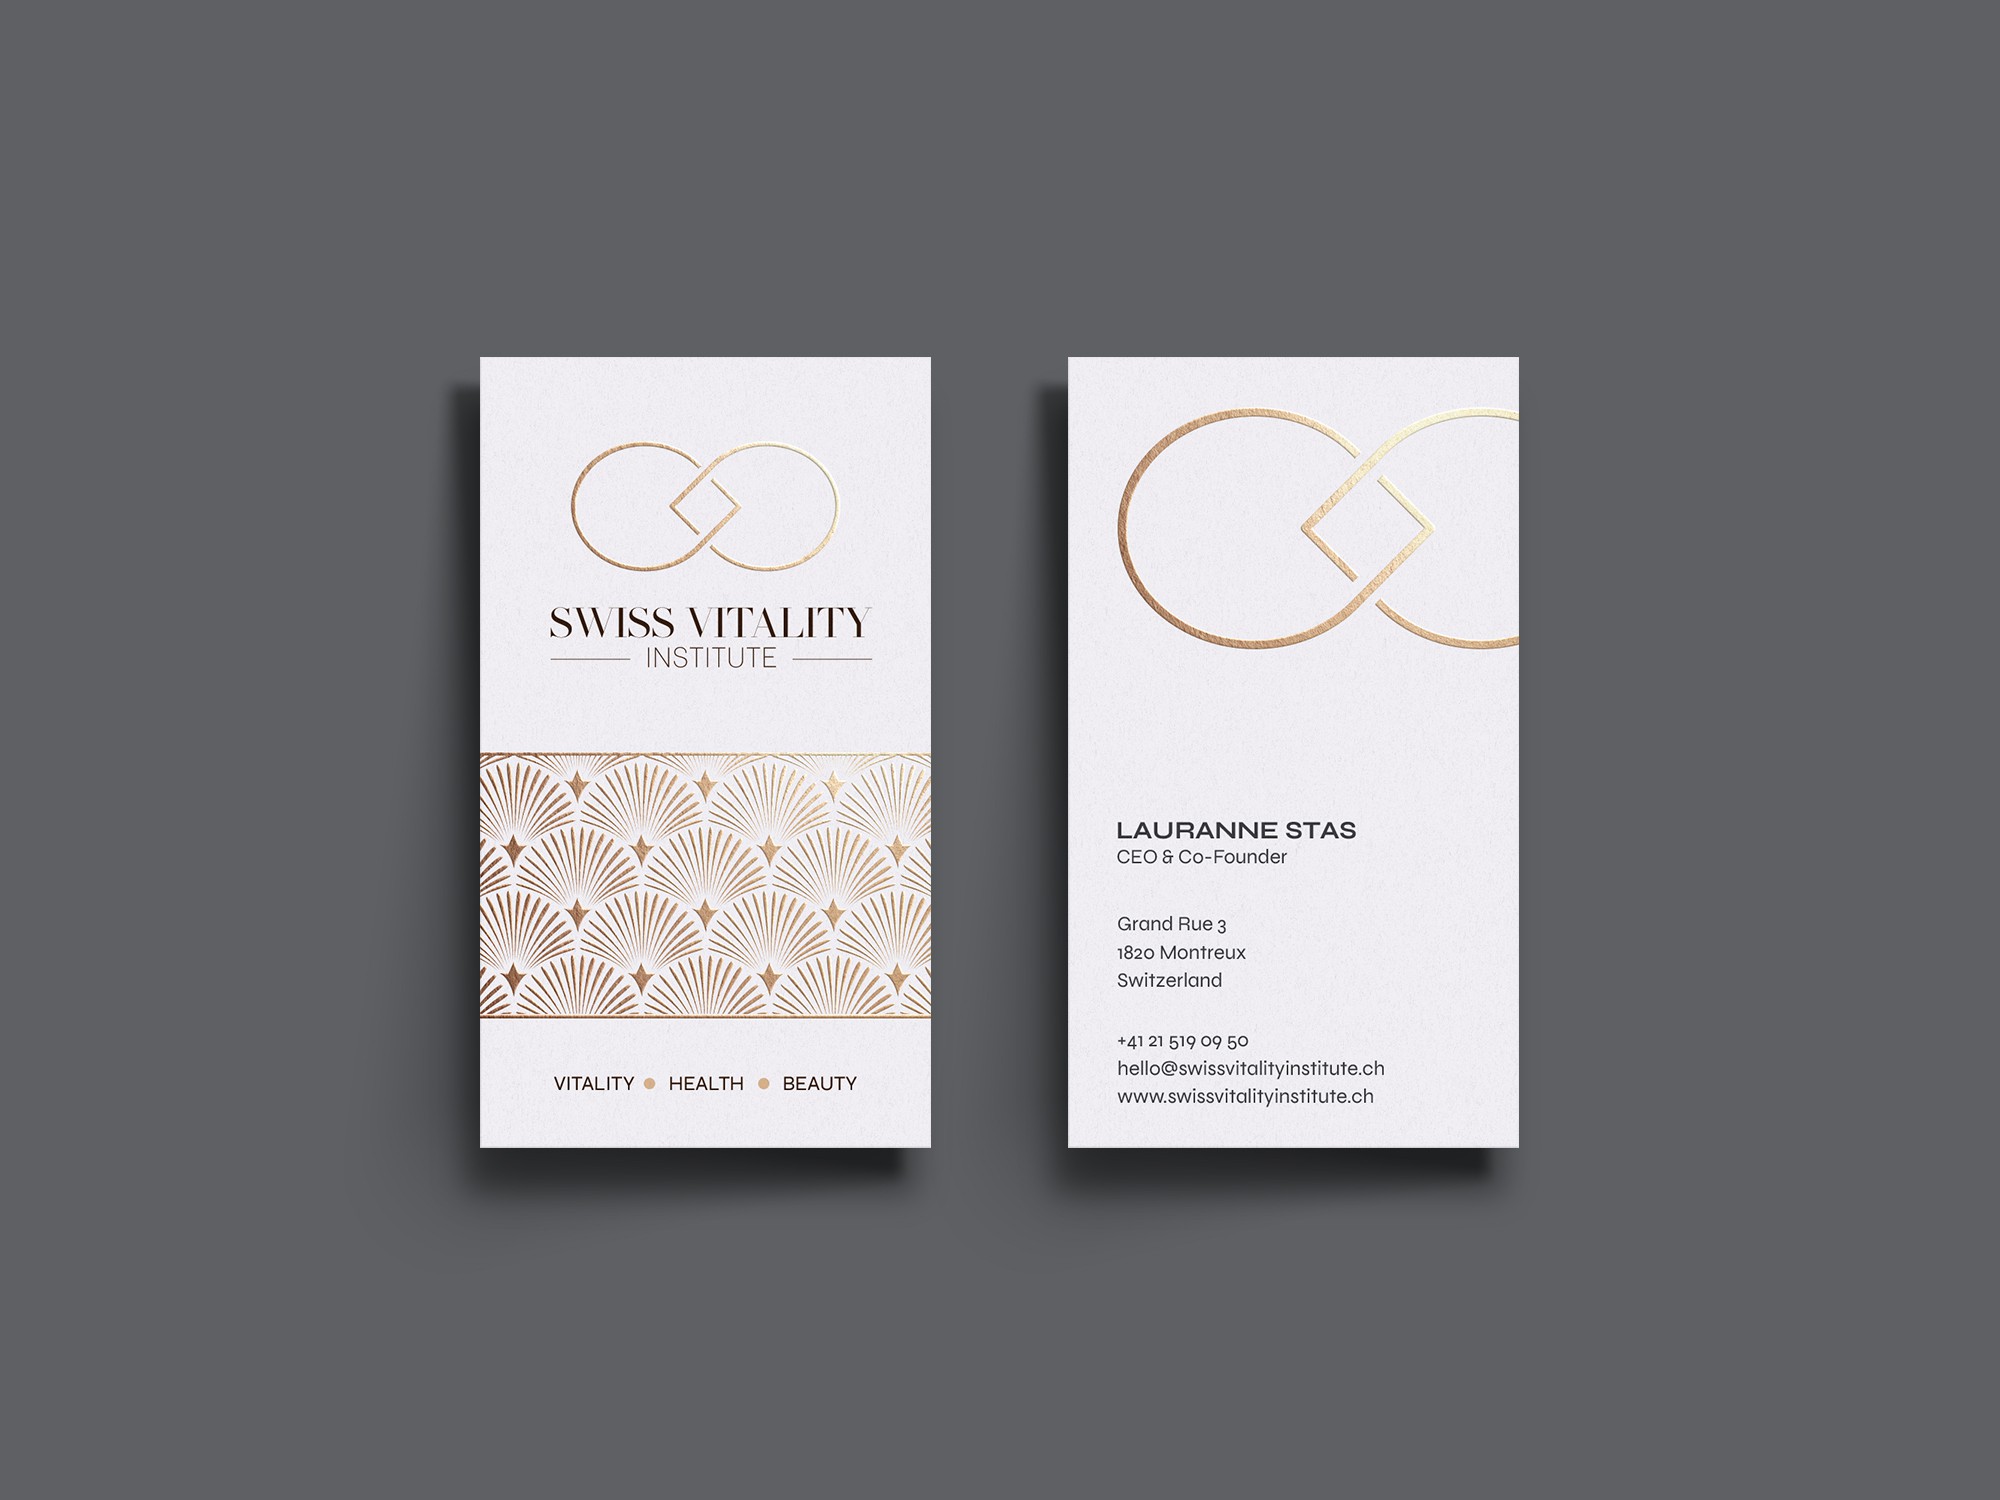 SWISS VITALITY
INSTITUTE
VITALITY ● HEALTH ● BEAUTY
LAURANNE STAS
CEO & Co-Founder
Grand Rue 3
1820 Montreux
Switzerland
+41 21 519 09 50
hello@swissvitalityinstitute.ch
www.swissvitalityinstitute.ch